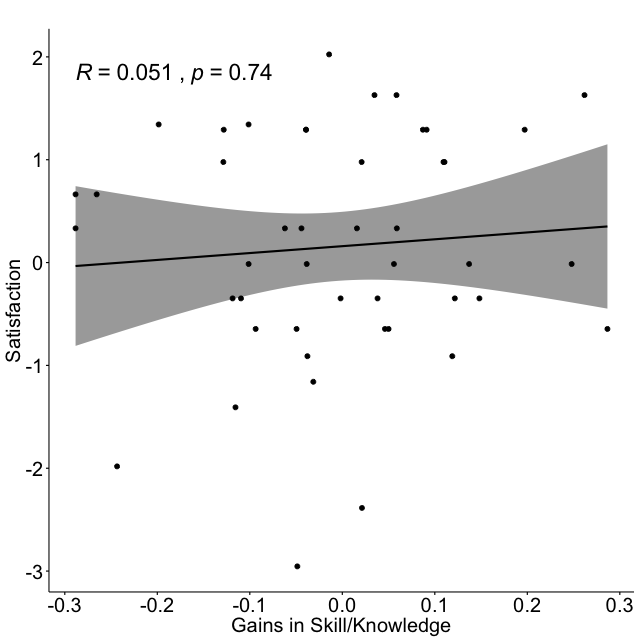 R = 0.051 , p = 0.74
2
1
0
-1
-2
-3
Satisfaction
-0.3 -0.2 -0.1 0.0 0.1 0.2 0.3
Gains in Skill/Knowledge